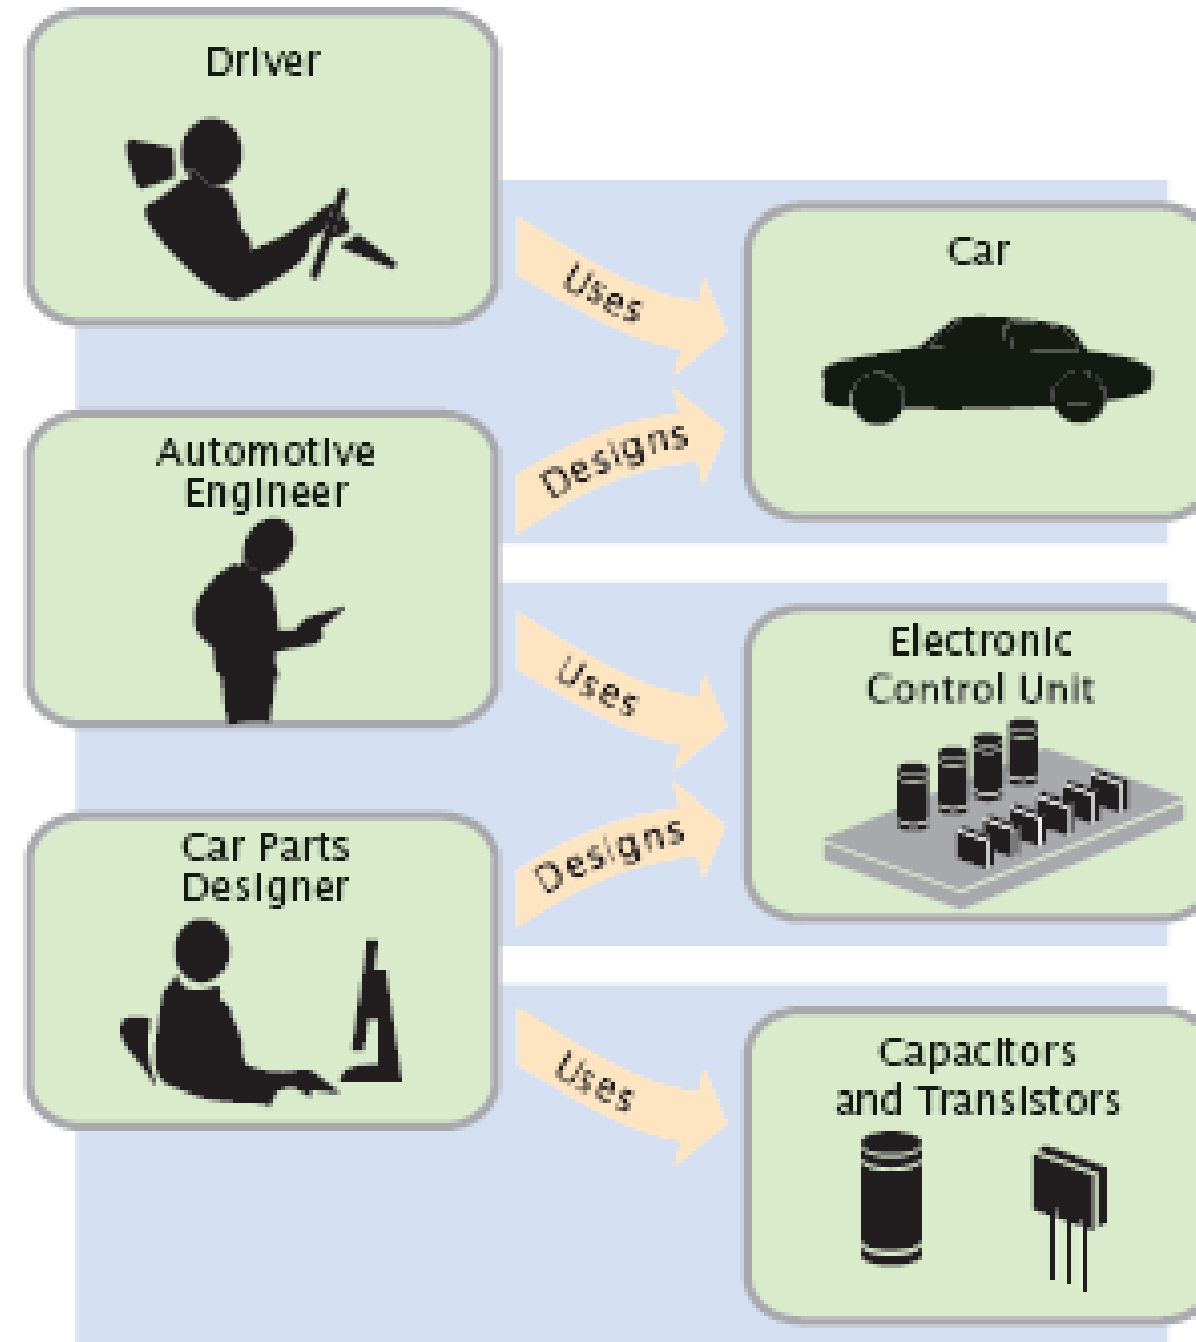 Driver
Uses
Car
Designs
Automotive
Engineer
Uses
Electronic
Control Unit
Designs
Car Parts
Designer
Uses
Capacitors
and Transistors